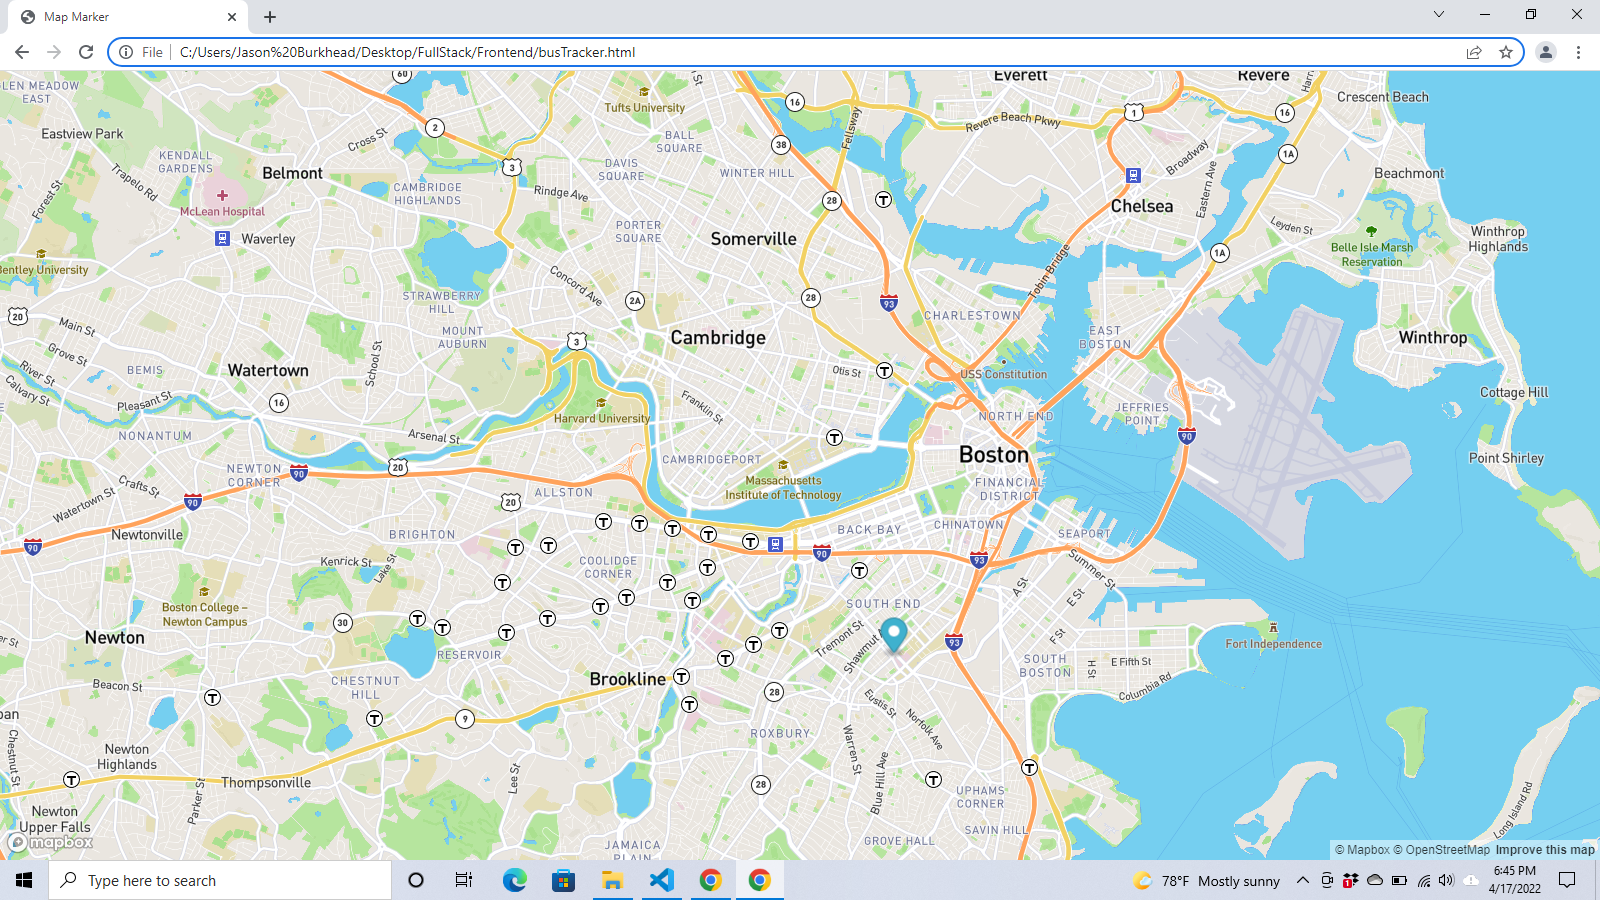 Map Marker
File
C:/Users/Jason%20Burkhead/Desktop/FullStack/Frontend/busTracker.html
60
Everett
Revere
LEN MEADOW
EAST
Tufts University
16
Crescent Beach
Harr
1
16
Revere Beach Pkwy
Fellsway
Eastview Park
2
Cross St
BALL
SQUARE
38
1A
Broadway
KENDALL
GARDENS
Belmont
3
DAVIS
SQUARE
WINTER HILL
Beachmont
Trapelo Rd
Forest St
CAMBRIDGE
HIGHLANDS
Rindge Ave
Eastern Ave
McLean Hospital
28
T
Chelsea
Leyden St
PORTER
SQUARE
Somerville
Waverley
Winthrop
Highlands
Belle Isle Marsh
Reservation
1A
Bentley University
Concord Ave
Tobin Bridge
STRAWBERRY
HILL
2A
28
93
CHARLESTOWN
20
Main St
MOUNT
AUBURN
3
Cambridge
EAST
BOSTON
Winthrop
Grove St
School St
River St
BEMIS
Watertown
Otis St
T
USS Constitution
Calvary St
Pleasant St
16
Franklin St
Cottage Hill
Harvard University
NORTH END
JEFFRIES
POINT
NONANTUM
Arsenal St
T
90
Boston
CAMBRIDGEPORT
Point Shirley
NEWTON
CORNER
90
20
Massachusetts
Institute of Technology
FINANCIAL
DISTRICT
Crafts St
Watertown St
90
20
ALLSTON
BRIGHTON
BACK BAY
CHINATOWN
SEAPORT
Newtonville
90
Kenrick St
Lake St
COOLIDGE
CORNER
90
93
Summer St
A St
E St
Boston College –
Newton Campus
SOUTH END
30
Tremont St
Shawmut
F St
Fort Independence
Newton
93
RESERVOIR
SOUTH
BOSTON
H St
E Fifth St
Beacon St
CHESTNUT
HILL
Brookline
28
Columbia Rd
9
Eustis St
Norfolk Ave
Chestnut St
Newton
Highlands
ROXBURY
Warren St
Blue Hill Ave
Thompsonville
Lee St
Parker St
28
UPHAMS
CORNER
Long Island Rd
Newton
Upper Falls
SAVIN HILL
GROVE HALL
JAMAICA
PLAIN
mapbox
© Mapbox © OpenStreetMap Improve this map
Type here to search
78°F Mostly sunny
1
6:45 PM
4/17/2022